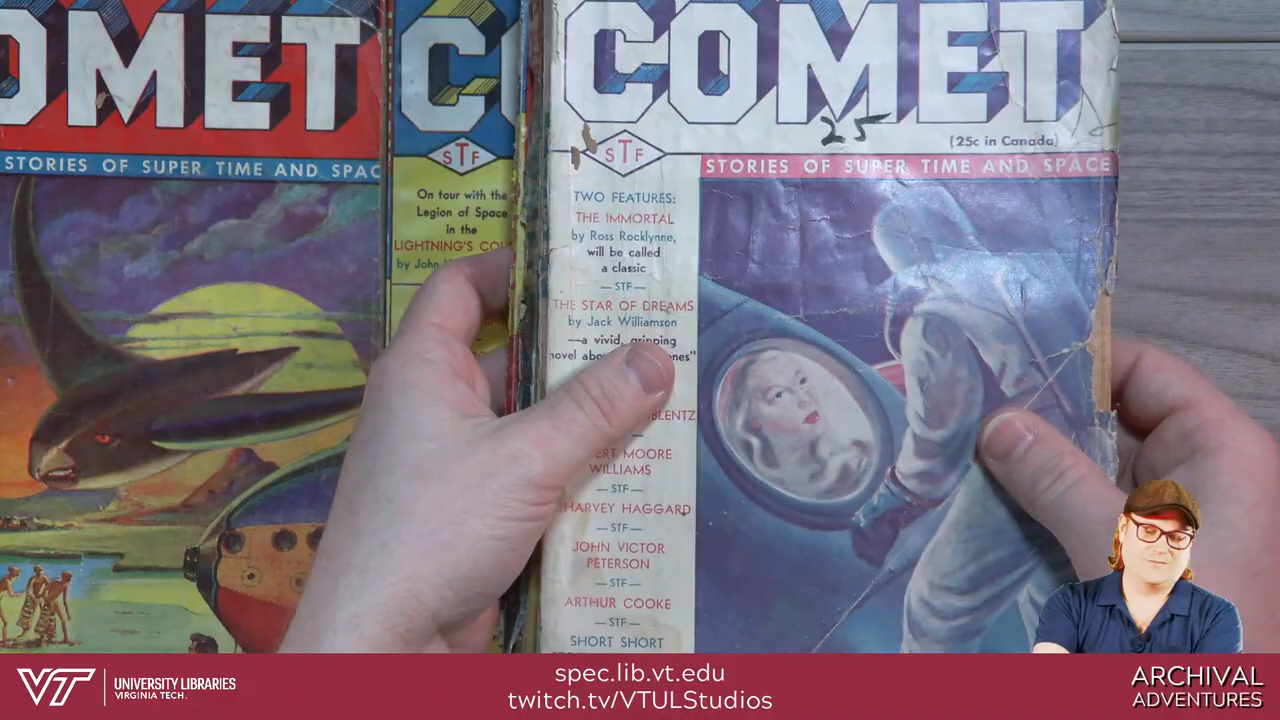 OMET
STORIES OF SUPER TIME AND SPAC
C
STF
On tour with the
Legion of Space
in the
LIGHTNING'S
by John
COMET
25
(25c in Canada)
STF
STORIES OF SUPER TIME AND SPACE
TWO FEATURES:
THE IMMORTAL
by Ross Rocklynne,
will be called
a classic
—STF—
THE STAR OF DREAMS
by Jack Williamson
—a vivid, gripping
novel
BLENTZ
MOORE
WILLIAMS
—STF—
HARVEY HAGGARD
—STF—
JOHN VICTOR
PETERSON
—STF—
ARTHUR COOKE
—STF—
SHORT SHORT
VT
UNIVERSITY LIBRARIES
VIRGINIA TECH.
spec.lib.vt.edu
twitch.tv/VTULStudios
ARCHIVAL
ADVENTURES